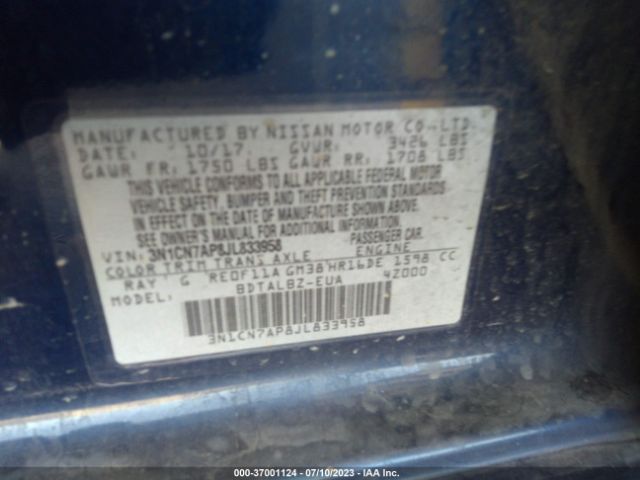 MANUFACTURED BY NISSAN MOTOR CO., LTD.
DATE: 10/17 GVWR: 3426 LBS
GAWR FR: 1750 LBS GAWR RR: 1708 LBS
THIS VEHICLE CONFORMS TO ALL APPLICABLE FEDERAL MOTOR
VEHICLE SAFETY, BUMPER AND THEFT PREVENTION STANDARDS
IN EFFECT ON THE DATE OF MANUFACTURE SHOWN ABOVE.
SEE OWNER'S MANUAL FOR ADDITIONAL INFORMATION.
VIN: 3N1CN7AP8JL833958 PASSENGER CAR.
COLOR TRIM TRANS AXLE ENGINE
RAY G RE0F11A GM38 HR16DE 1598 CC
BDTALBZ-EUA 4Z000
3N1CN7AP8JL833958
000-37001124 - 07/10/2023 - IAA Inc.